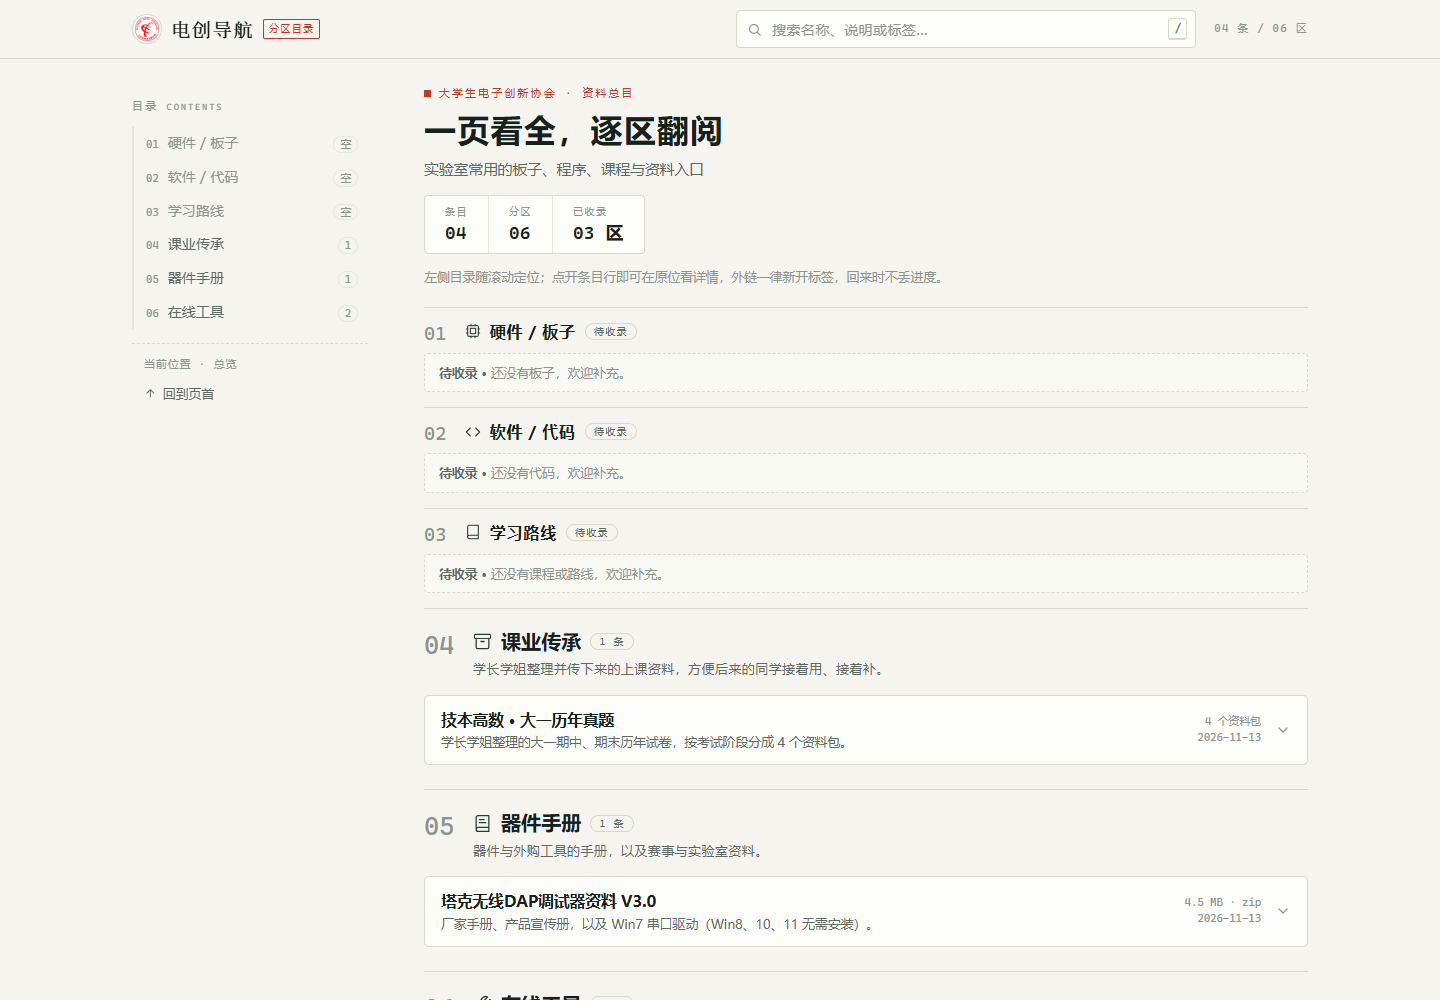 电创导航 分区目录
搜索名称、说明或标签... /
04 条 / 06 区
目录 CONTENTS
01 硬件 / 板子 空
02 软件 / 代码 空
03 学习路线 空
04 课业传承 1
05 器件手册 1
06 在线工具 2
当前位置 · 总览
↑ 回到页首
大学生电子创新协会 · 资料总目
一页看全，逐区翻阅
实验室常用的板子、程序、课程与资料入口
条目 分区 已收录
04 06 03 区
左侧目录随滚动定位；点开条目行即可在原位看详情，外链一律新开标签，回来时不丢进度。
01 硬件 / 板子 待收录
待收录 • 还没有板子，欢迎补充。
02 软件 / 代码 待收录
待收录 • 还没有代码，欢迎补充。
03 学习路线 待收录
待收录 • 还没有课程或路线，欢迎补充。
04 课业传承 1 条
学长学姐整理并传下来的上课资料，方便后来的同学接着用、接着补。
技本高数 • 大一历年真题
学长学姐整理的大一期中、期末历年试卷，按考试阶段分成 4 个资料包。
4 个资料包
2026-11-13
05 器件手册 1 条
器件与外购工具的手册，以及赛事与实验室资料。
塔克无线DAP调试器资料 V3.0
厂家手册、产品宣传册，以及 Win7 串口驱动（Win8、10、11 无需安装）。
4.5 MB · zip
2026-11-13